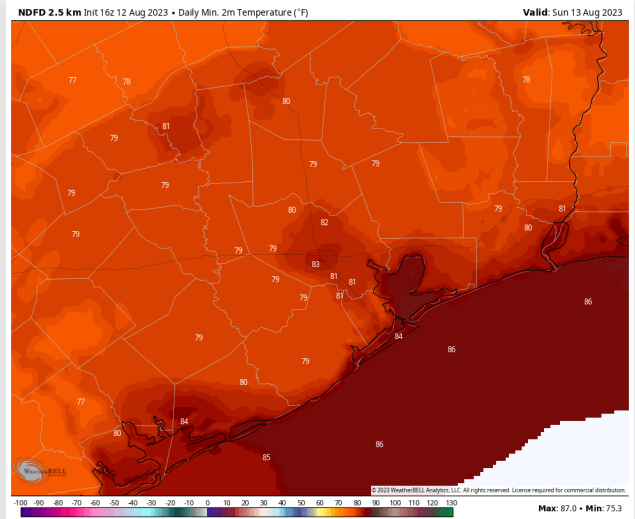 NDFD 2.5 km Init 16z 12 Aug 2023 • Daily Min. 2m Temperature (°F) Valid: Sun 13 Aug 2023
77 78 78
80
81
79
79 79
79
79
80 79 81
82
79 80
79 79
83
79 81 81
79 81
86
79 84
86
79
80
77
84
80
86
85
WEATHERBELL
© 2023 WeatherBELL Analytics, LLC. All rights reserved. License required for commercial distribution.
-100 -90 -80 -70 -60 -50 -40 -30 -20 -10 0 10 20 30 40 50 60 70 80 90 100 110 120 130
Max: 87.0 • Min: 75.3